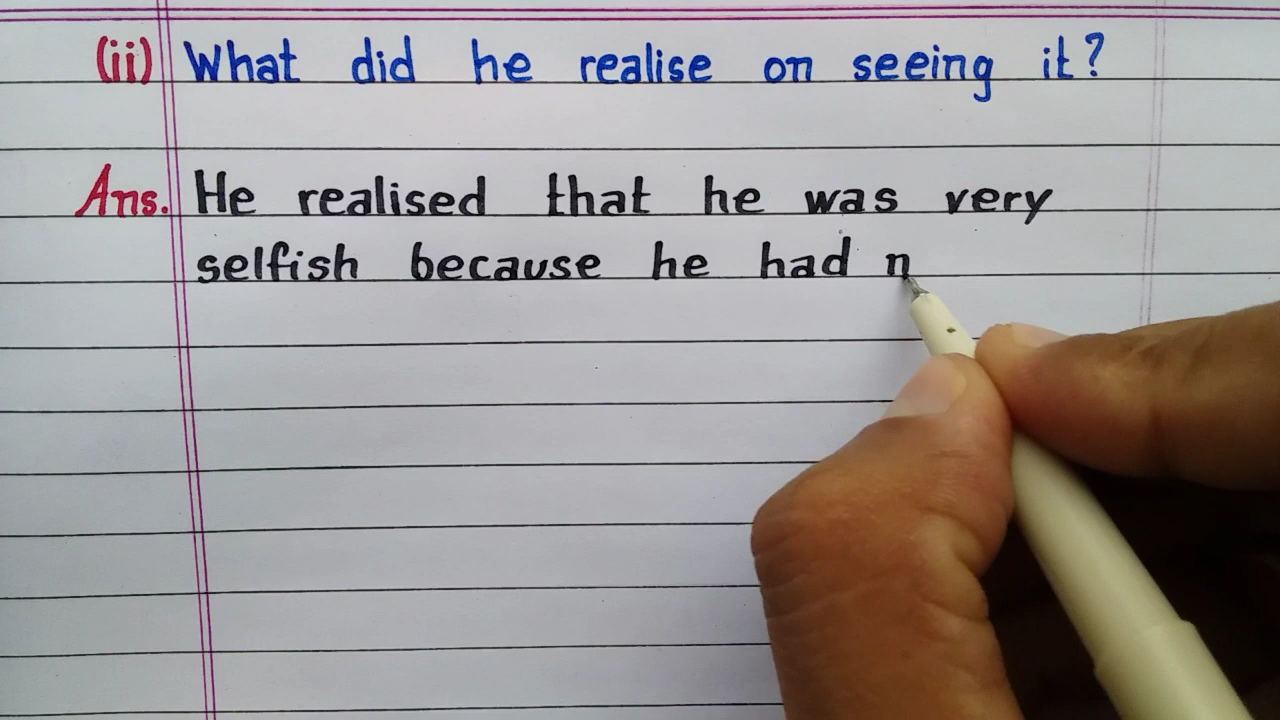 (ii) What did he realise on seeing it?
Ans. He realised that he was very
selfish because he had n